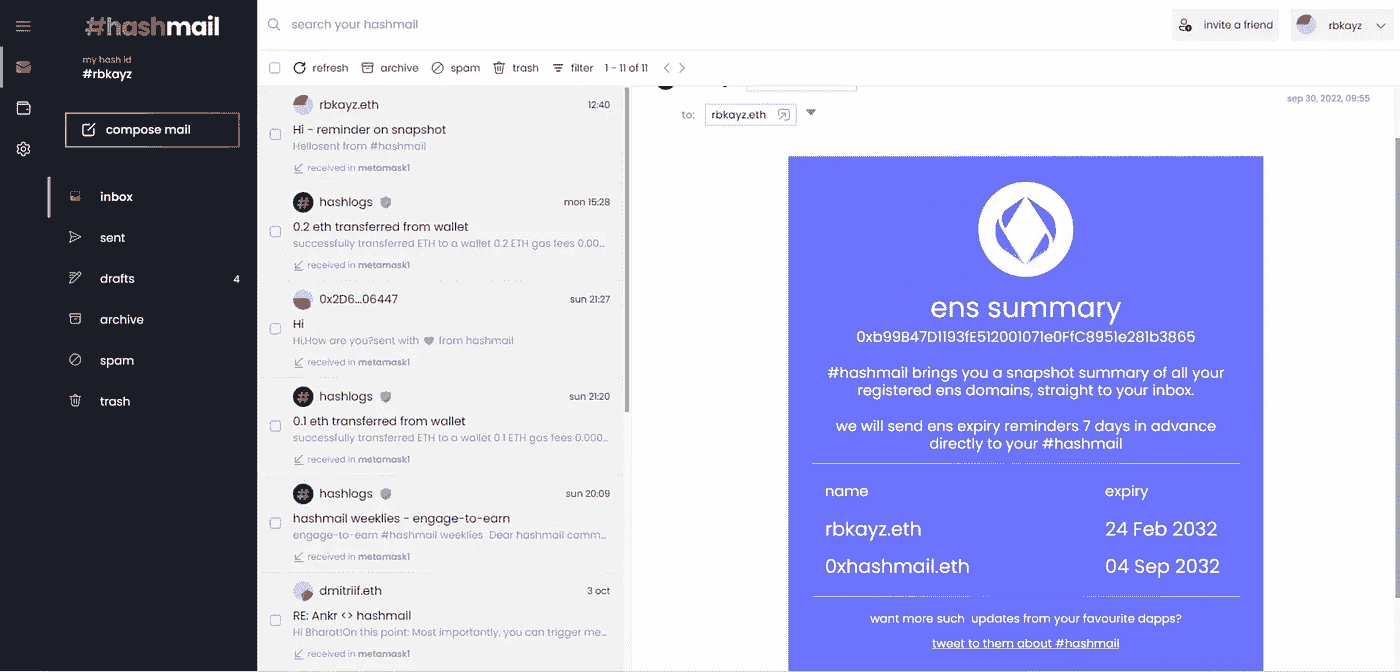 #hashmail
my hash id
#rbkayz
compose mail
inbox
sent
drafts 4
archive
spam
trash
search your hashmail
invite a friend
rbkayz
refresh archive spam trash filter 1 - 11 of 11
rbkayz.eth 12:40
Hi - reminder on snapshot
Hellosent from #hashmail
received in metamask1
hashlogs mon 15:28
0.2 eth transferred from wallet
successfully transferred ETH to a wallet 0.2 ETH gas fees 0.00...
received in metamask1
0x2D6...06447 sun 21:27
Hi
Hi,How are you?sent with 🖤 from hashmail
received in metamask1
hashlogs sun 21:20
0.1 eth transferred from wallet
successfully transferred ETH to a wallet 0.1 ETH gas fees 0.000...
received in metamask1
hashlogs sun 20:09
hashmail weeklies - engage-to-earn
engage-to-earn #hashmail weeklies Dear hashmail comm...
received in metamask1
dmitriif.eth 3 oct
RE: Ankr <> hashmail
Hi Bharat!On this point: Most importantly, you can trigger me...
received in metamask1
sep 30, 2022, 09:55
to: rbkayz.eth
ens summary
0xb99B47D1193fE512001071e0FfC8951e281b3865
#hashmail brings you a snapshot summary of all your
registered ens domains, straight to your inbox.
we will send ens expiry reminders 7 days in advance
directly to your #hashmail
name expiry
rbkayz.eth 24 Feb 2032
0xhashmail.eth 04 Sep 2032
want more such updates from your favourite dapps?
tweet to them about #hashmail